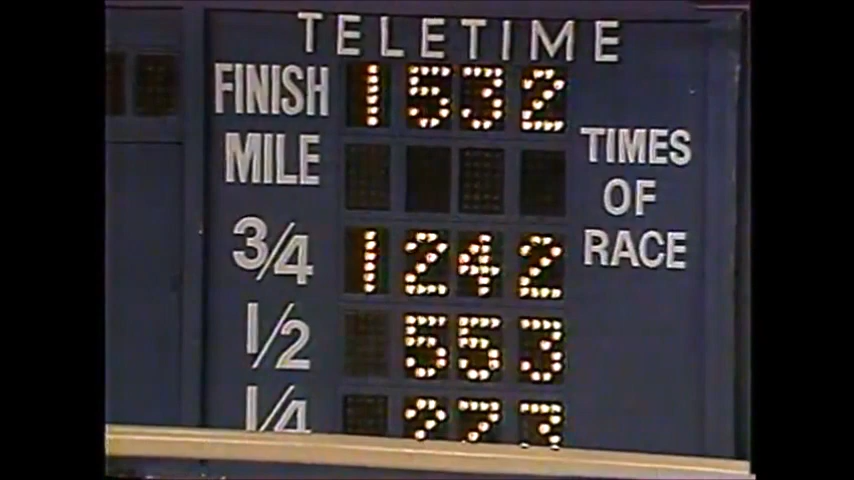 TELETIME
FINISH 1532
MILE
3/4 1242
1/2 553
1/4 273
TIMES
OF
RACE